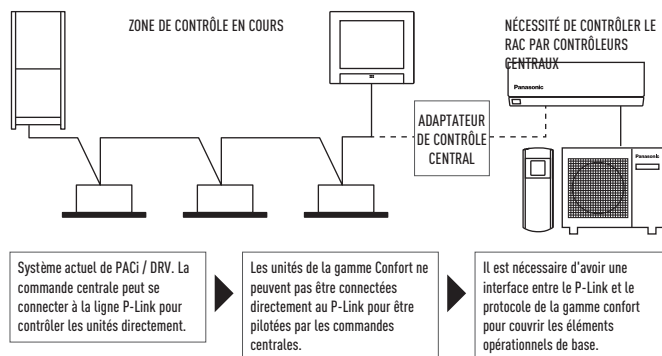 ZONE DE CONTRÔLE EN COURS
NÉCESSITÉ DE CONTRÔLER LE
RAC PAR CONTRÔLEURS
CENTRAUX
Panasonic
ADAPTATEUR
DE CONTRÔLE
CENTRAL
Panasonic
Système actuel de PACi / DRV. La
commande centrale peut se
connecter à la ligne P-Link pour
contrôler les unités directement.
Les unités de la gamme Confort ne
peuvent pas être connectées
directement au P-Link pour être
pilotées par les commandes
centrales.
Il est nécessaire d'avoir une
interface entre le P-Link et le
protocole de la gamme confort
pour couvrir les éléments
opérationnels de base.